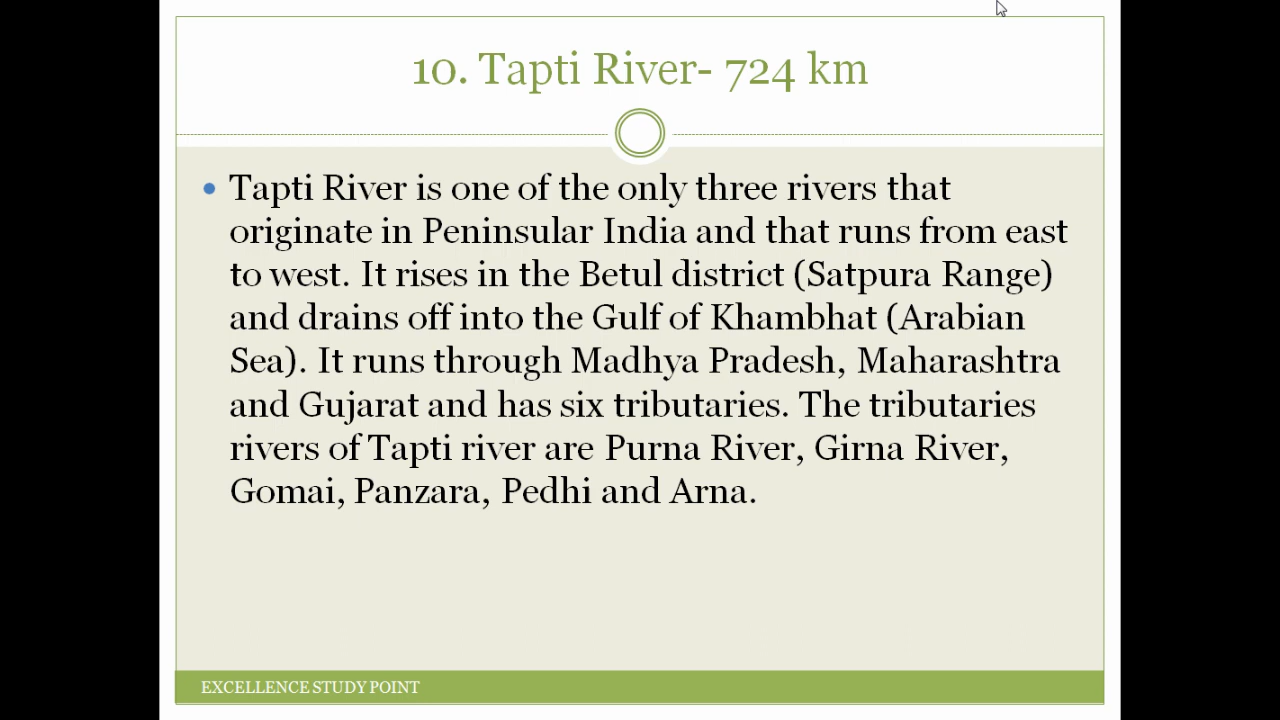 10. Tapti River- 724 km
Tapti River is one of the only three rivers that
originate in Peninsular India and that runs from east
to west. It rises in the Betul district (Satpura Range)
and drains off into the Gulf of Khambhat (Arabian
Sea). It runs through Madhya Pradesh, Maharashtra
and Gujarat and has six tributaries. The tributaries
rivers of Tapti river are Purna River, Girna River,
Gomai, Panzara, Pedhi and Arna.
EXCELLENCE STUDY POINT